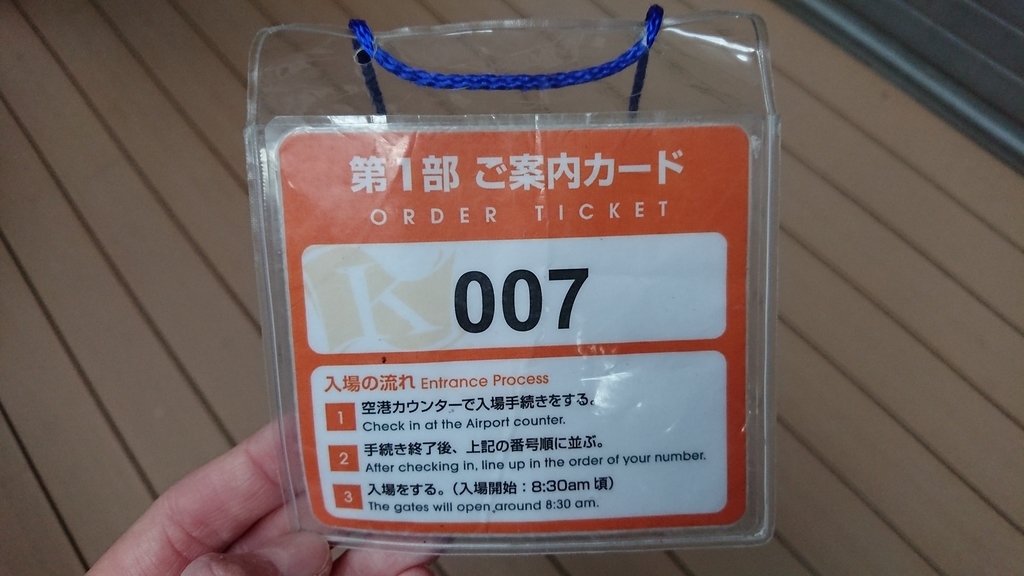 第1部 ご案内カード
ORDER TICKET
K
007
入場の流れ Entrance Process
1 空港カウンターで入場手続きをする。
Check in at the Airport counter.
2 手続き終了後、上記の番号順に並ぶ。
After checking in, line up in the order of your number.
3 入場をする。（入場開始：8:30am 頃）
The gates will open around 8:30 am.